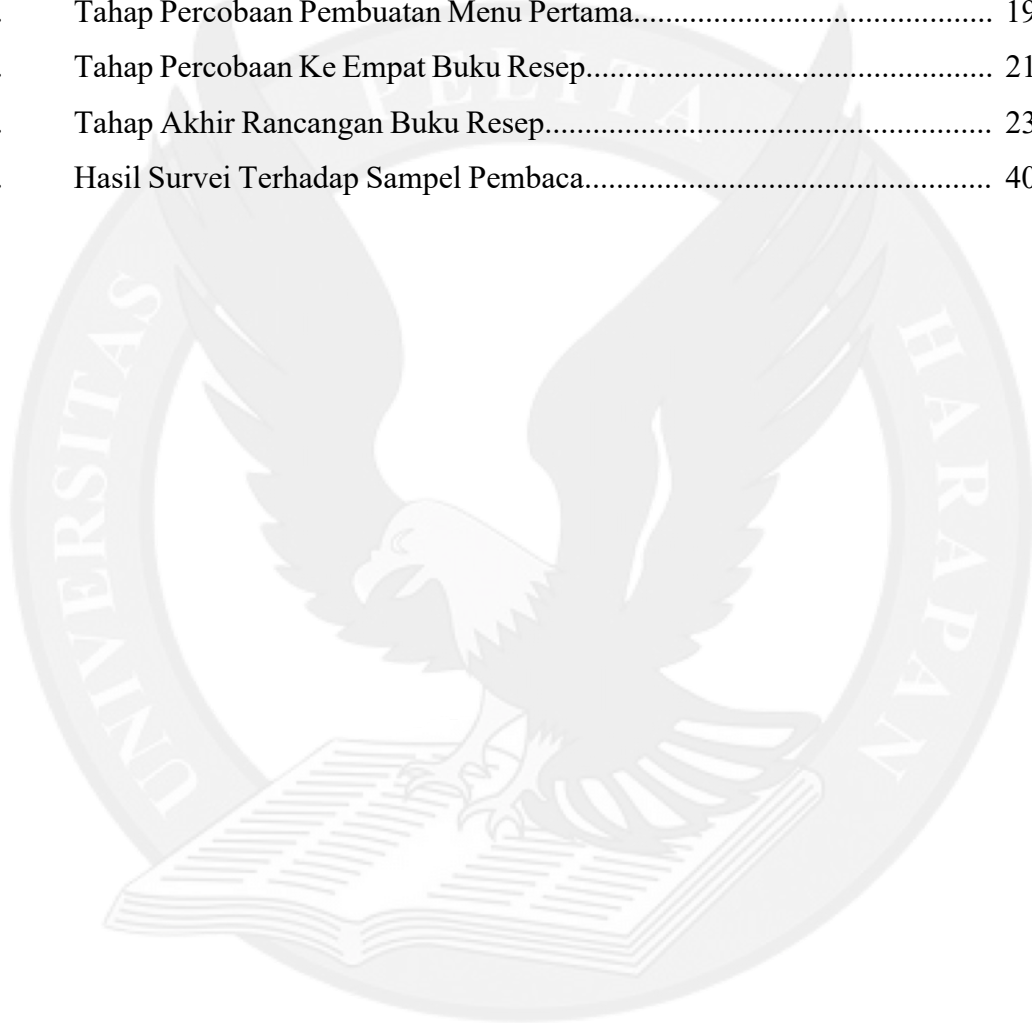 . Tahap Percobaan Pembuatan Menu Pertama............................................. 19
. Tahap Percobaan Ke Empat Buku Resep.................................................. 21
. Tahap Akhir Rancangan Buku Resep....................................................... 23
. Hasil Survei Terhadap Sampel Pembaca.................................................. 40
UNIVERSITAS PELITA HARAPAN